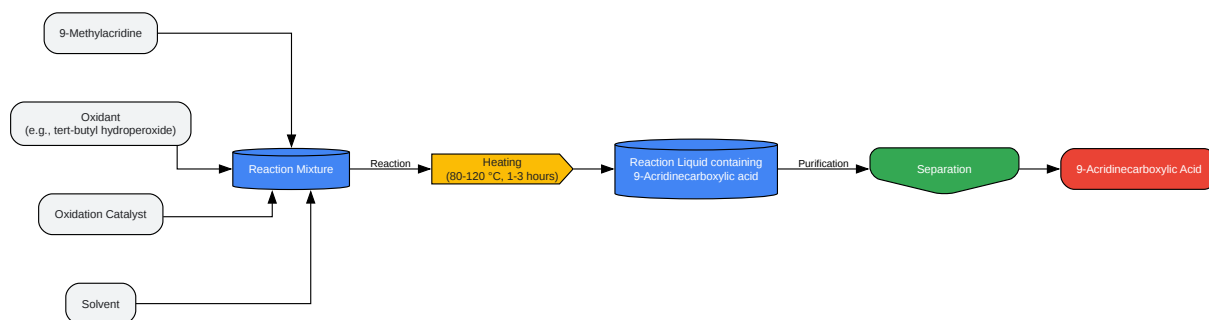 9-Methylacridine
Oxidant
(e.g., tert-butyl hydroperoxide)
Oxidation Catalyst
Solvent
Reaction Mixture
Reaction
Heating
(80-120 °C, 1-3 hours)
Reaction Liquid containing
9-Acridinecarboxylic acid
Purification
Separation
9-Acridinecarboxylic Acid